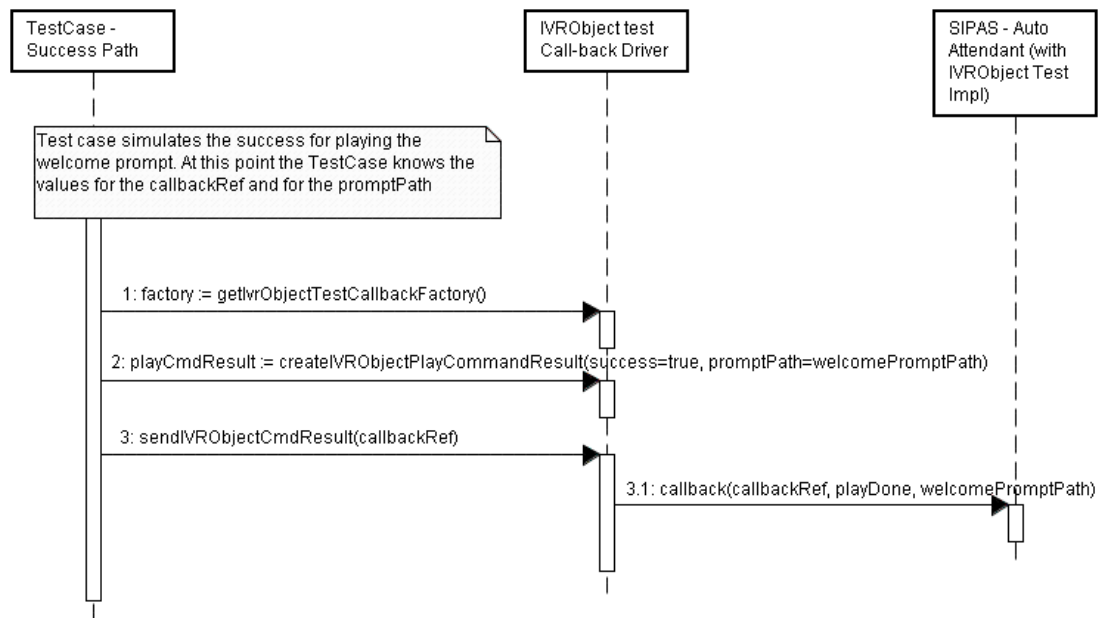 TestCase -
Success Path
IVRObject test
Call-back Driver
SIPAS - Auto
Attendant (with
IVRObject Test
Impl)
Test case simulates the success for playing the
welcome prompt. At this point the TestCase knows the
values for the callbackRef and for the promptPath
1: factory := getIvrObjectTestCallbackFactory()
2: playCmdResult := createIVRObjectPlayCommandResult(success=true, promptPath=welcomePromptPath)
3: sendIVRObjectCmdResult(callbackRef)
3.1: callback(callbackRef, playDone, welcomePromptPath)